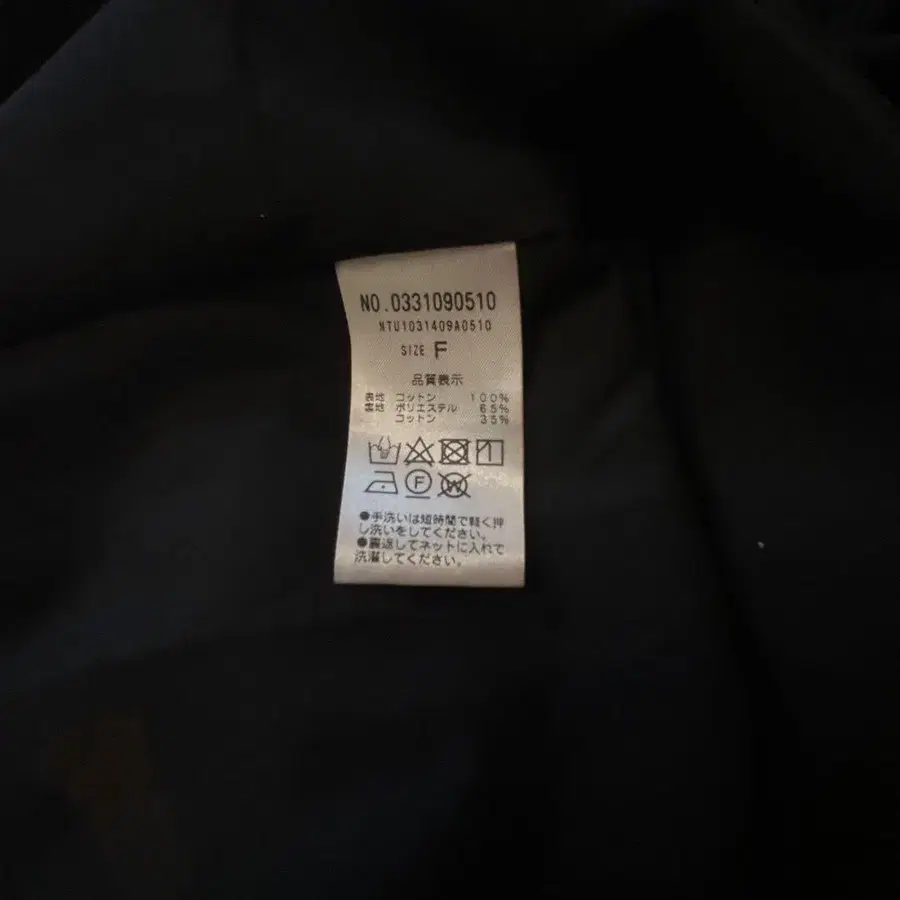 NO.0331090510
NTU1031409A0510
SIZE F
品質表示
表地 コットン 100%
裏地 ポリエステル 65%
コットン 35%
F
W
●手洗いは短時間で軽く押
し洗いをしてください。
●裏返してネットに入れて
洗濯してください。